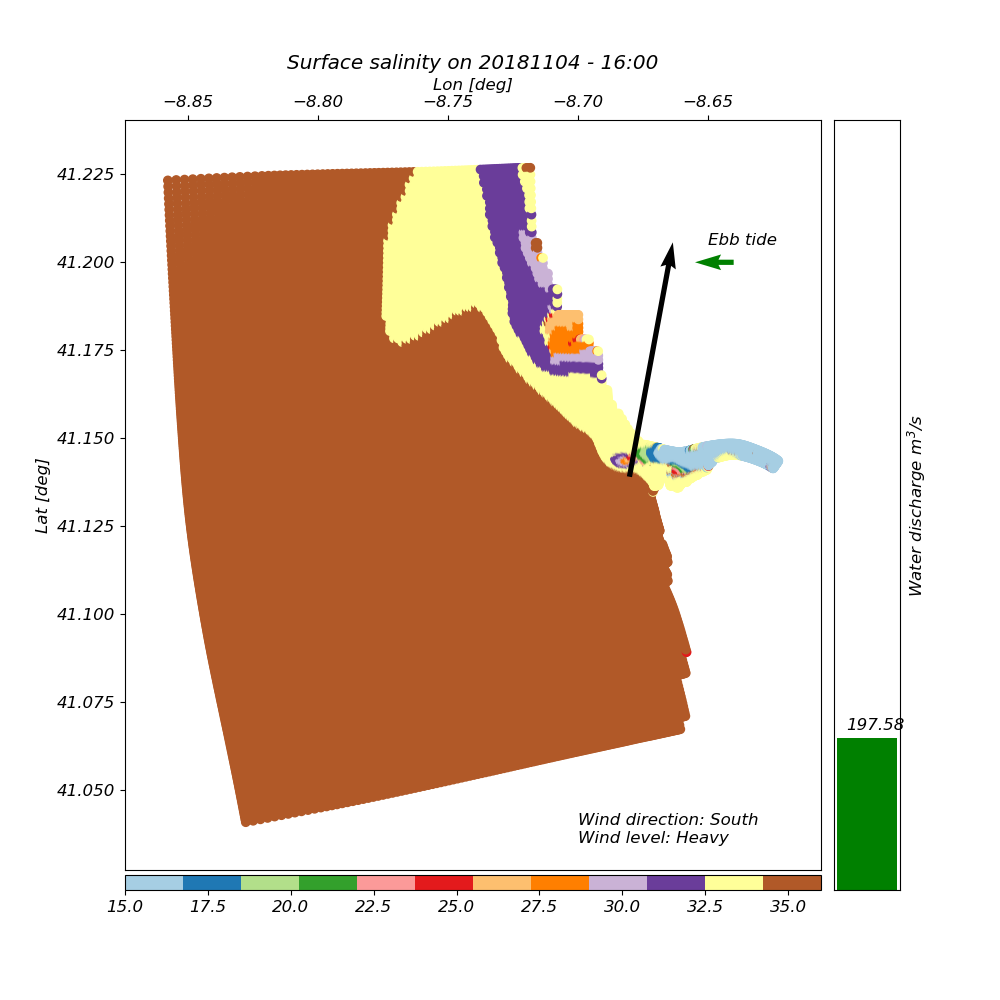 Surface salinity on 20181104 - 16:00
Lon [deg]
−8.85 −8.80 −8.75 −8.70 −8.65
41.225
41.200
41.175
41.150
41.125
41.100
41.075
41.050
Lat [deg]
Ebb tide
Wind direction: South
Wind level: Heavy
197.58
Water discharge m³/s
15.0 17.5 20.0 22.5 25.0 27.5 30.0 32.5 35.0